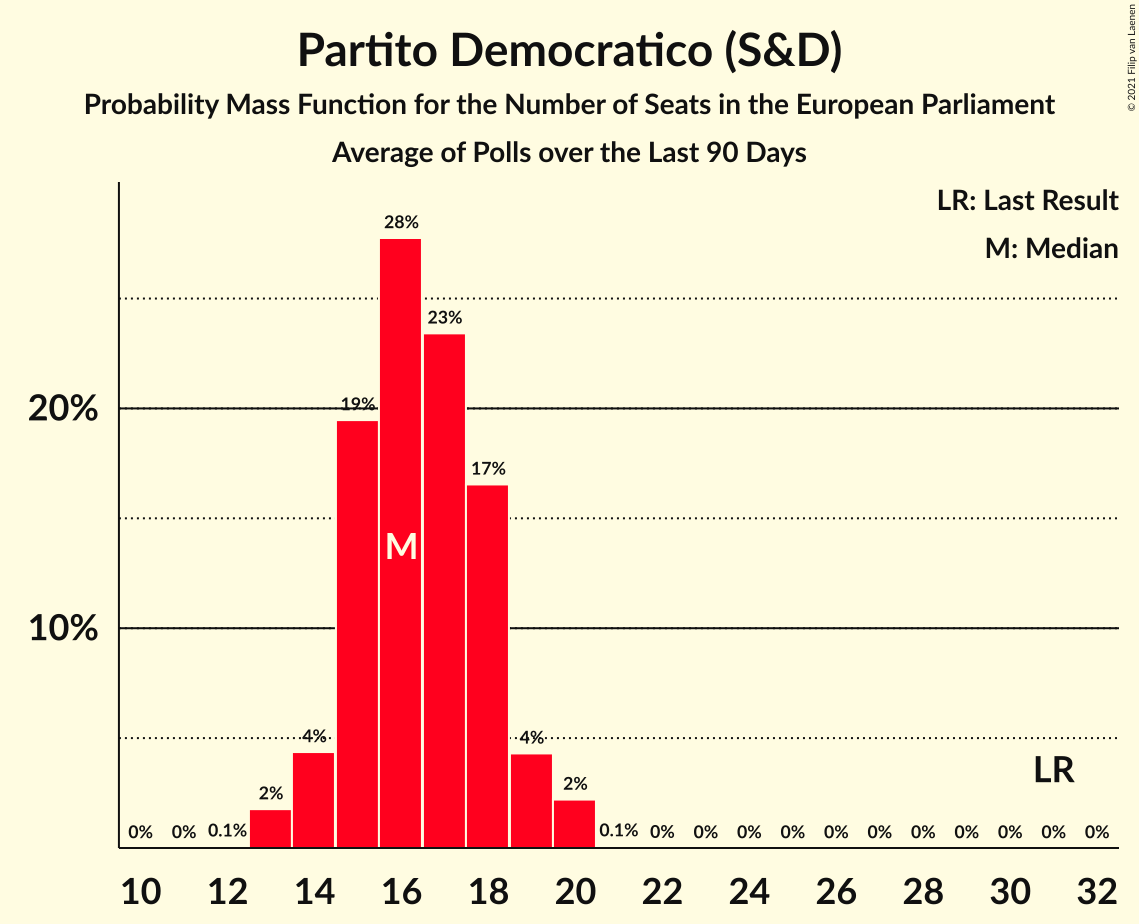 Partito Democratico (S&D)
Probability Mass Function for the Number of Seats in the European Parliament
Average of Polls over the Last 90 Days
© 2021 Filip van Laenen
LR: Last Result
M: Median
28%
23%
20%
19%
17%
M
10%
4%
4%
LR
2%
2%
0% 0% 0.1% 0.1% 0% 0% 0% 0% 0% 0% 0% 0% 0% 0% 0%
10 12 14 16 18 20 22 24 26 28 30 32